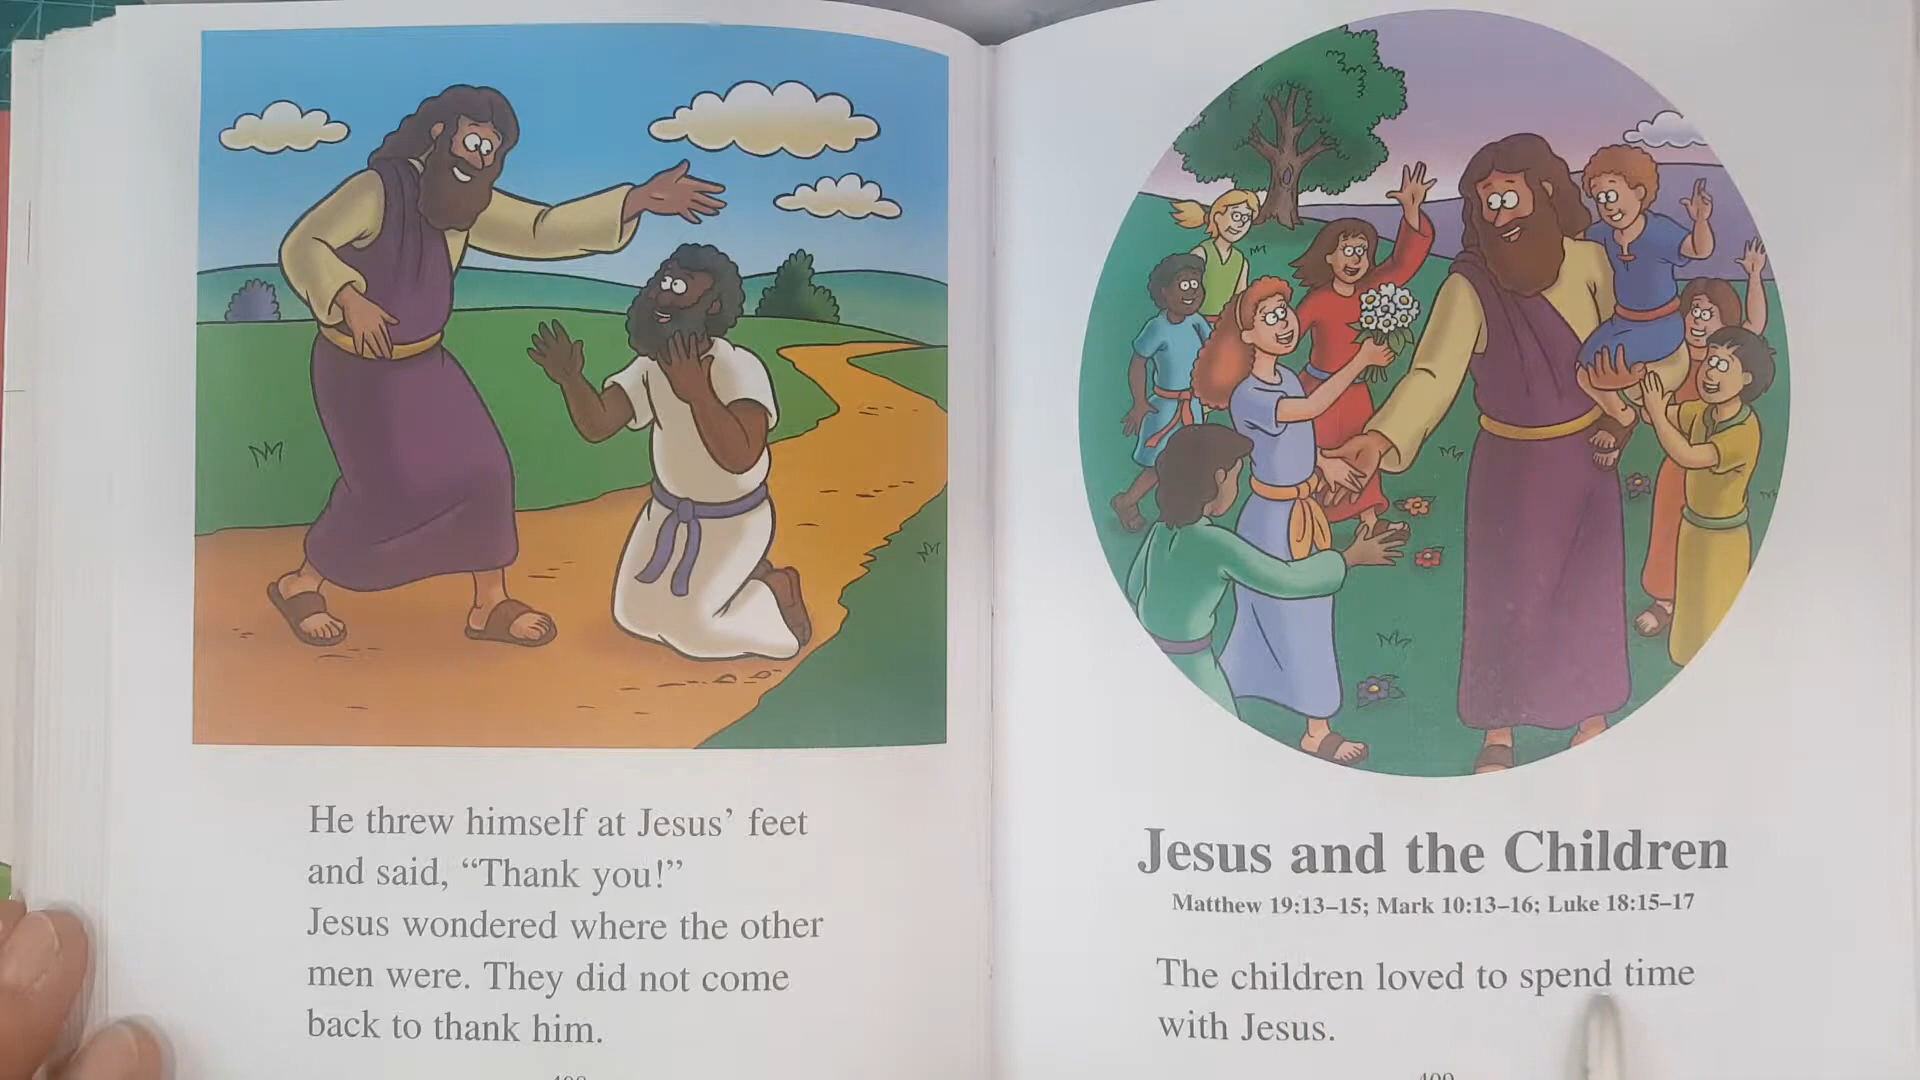 He threw himself at Jesus’ feet
and said, “Thank you!”
Jesus wondered where the other
men were. They did not come
back to thank him.
Jesus and the Children
Matthew 19:13–15; Mark 10:13–16; Luke 18:15–17
The children loved to spend time
with Jesus.